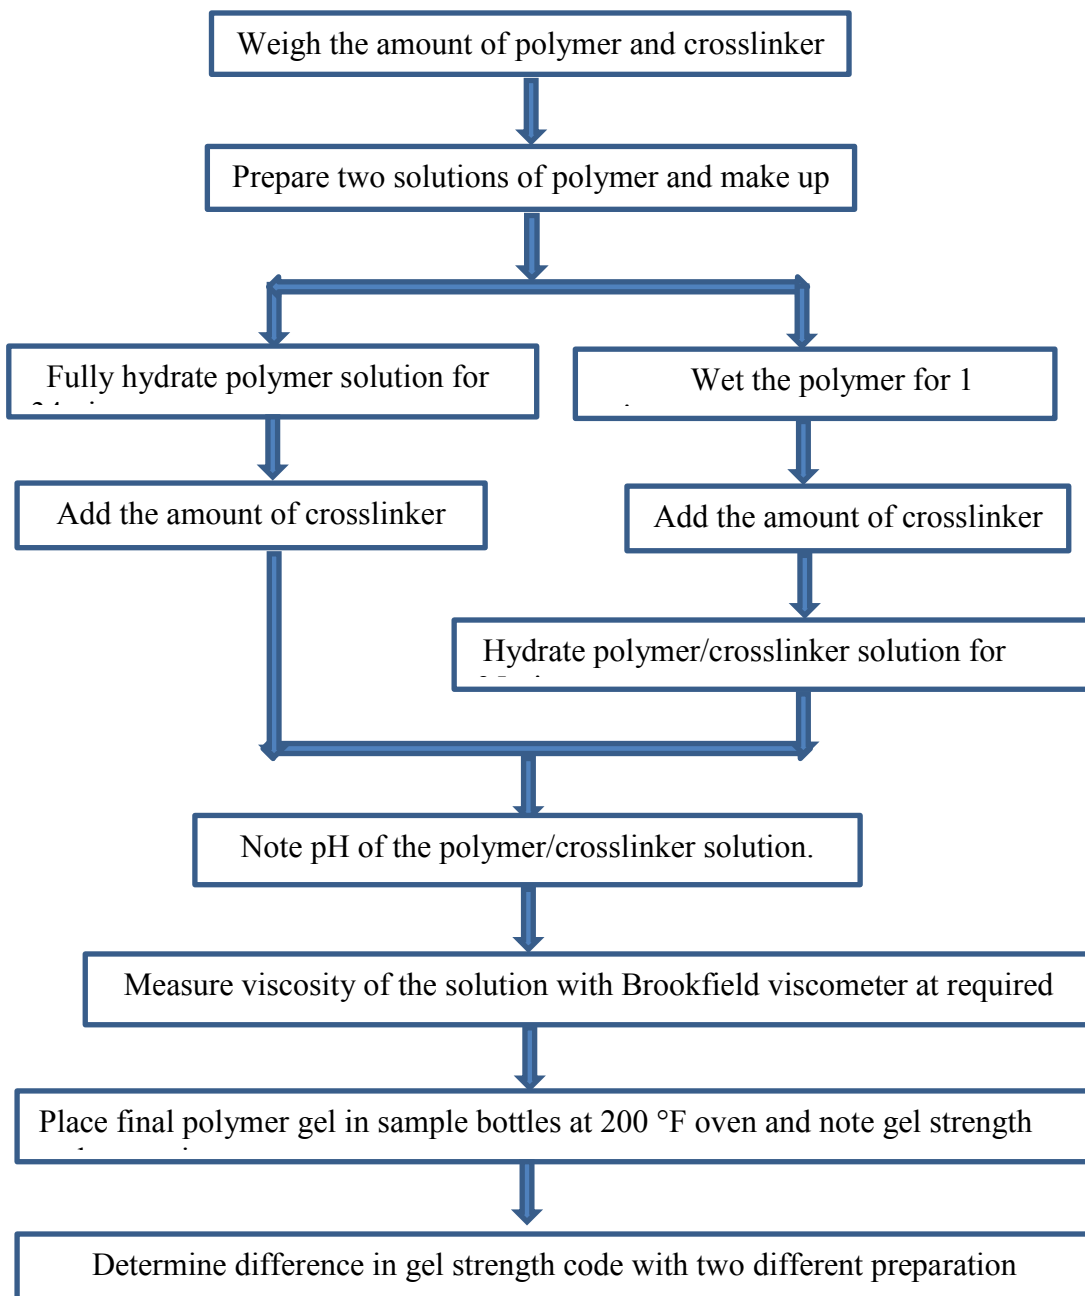 Weigh the amount of polymer and crosslinker
Prepare two solutions of polymer and make up
Fully hydrate polymer solution for
Wet the polymer for 1
Add the amount of crosslinker
Add the amount of crosslinker
Hydrate polymer/crosslinker solution for
Note pH of the polymer/crosslinker solution.
Measure viscosity of the solution with Brookfield viscometer at required
Place final polymer gel in sample bottles at 200 °F oven and note gel strength
Determine difference in gel strength code with two different preparation